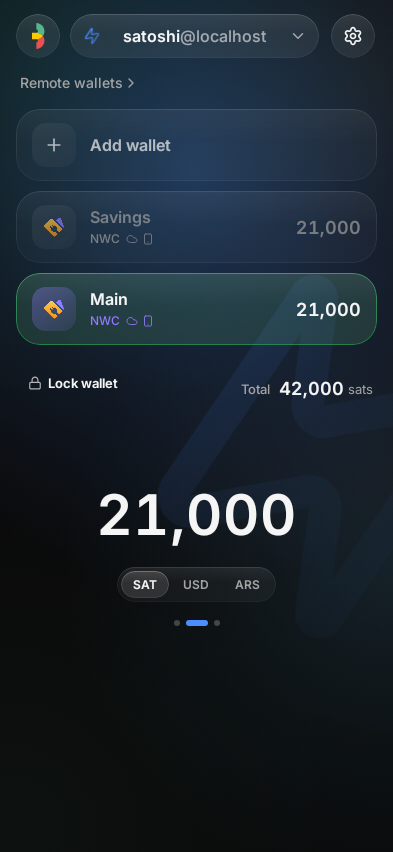 satoshi@localhost
Remote wallets
Add wallet
Savings
21,000
NWC
Main
21,000
NWC
Lock wallet
Total 42,000 sats
21,000
SAT USD ARS